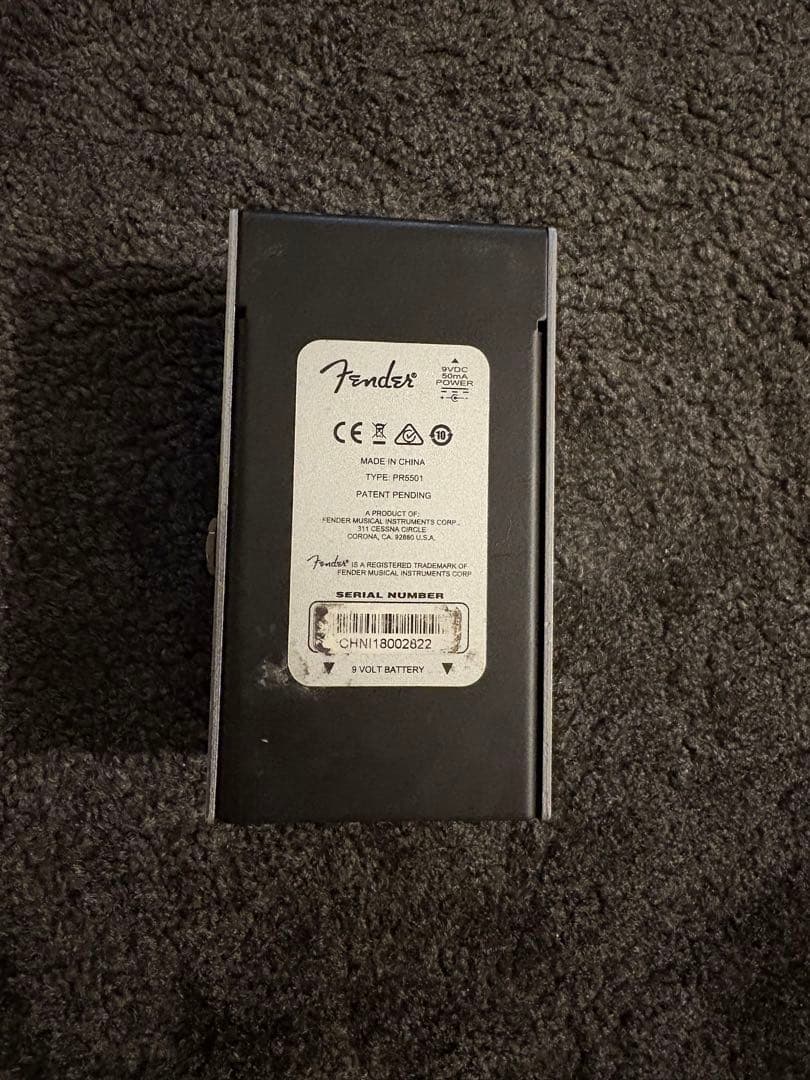 Fender®
9VDC
50mA
POWER
CE
10
MADE IN CHINA
TYPE: PR5501
PATENT PENDING
A PRODUCT OF:
FENDER MUSICAL INSTRUMENTS CORP.
311 CESSNA CIRCLE
CORONA, CA. 92880 U.S.A.
Fender® IS A REGISTERED TRADEMARK OF
FENDER MUSICAL INSTRUMENTS CORP
SERIAL NUMBER
CHNI18002822
9 VOLT BATTERY